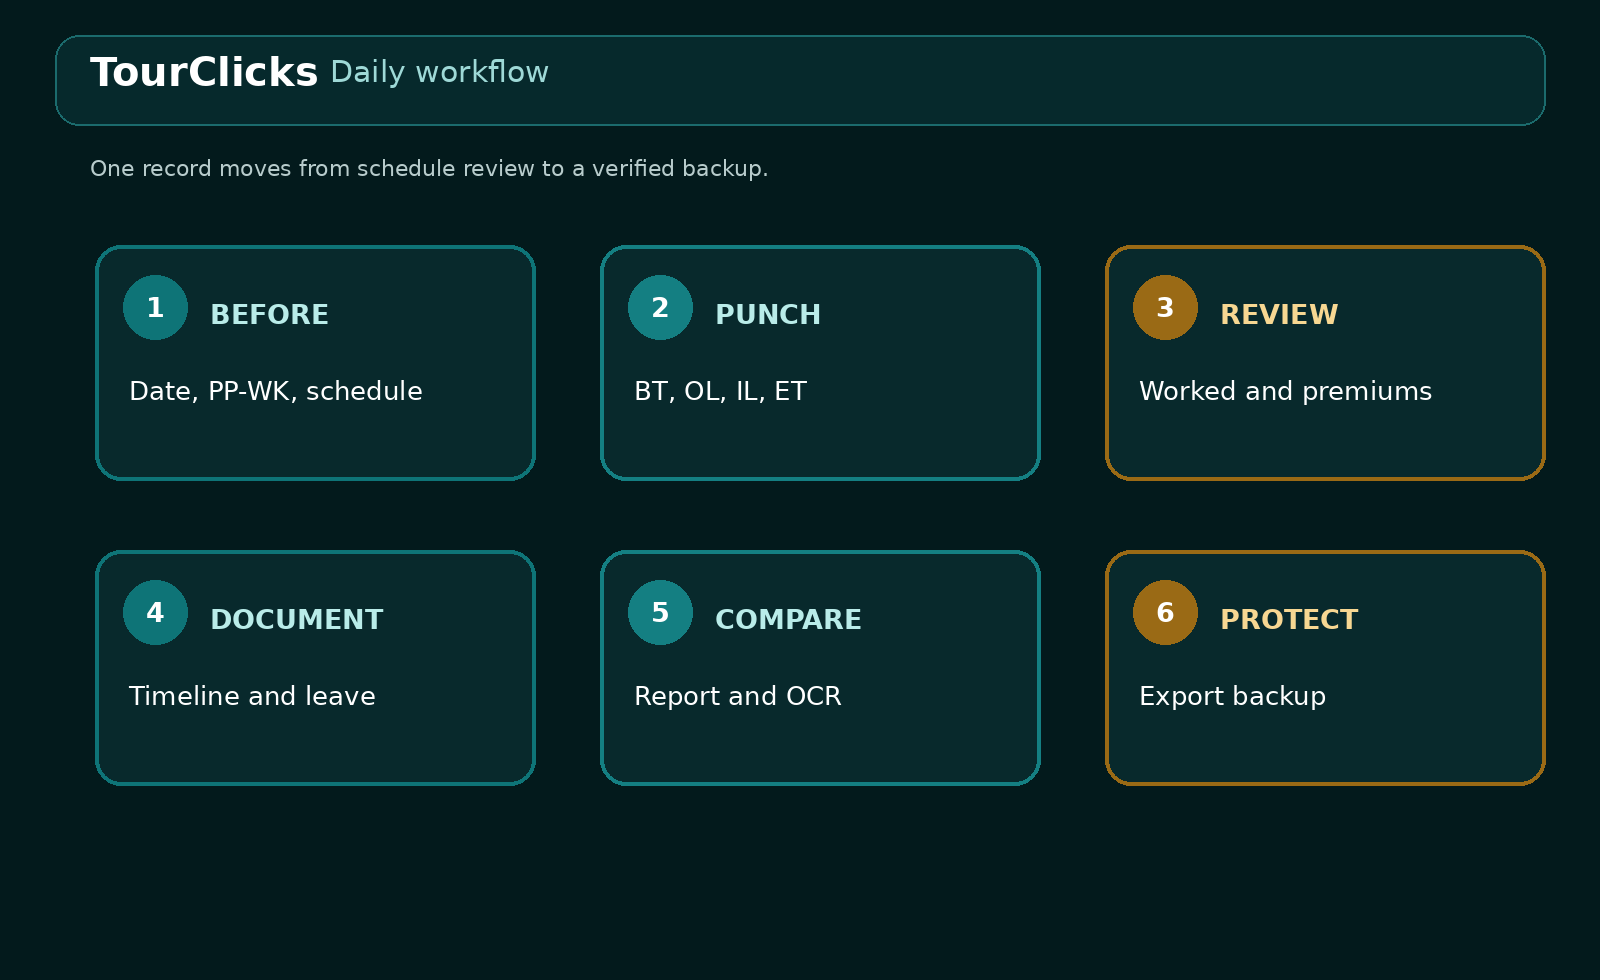 TourClicks Daily workflow
One record moves from schedule review to a verified backup.
1 BEFORE
Date, PP-WK, schedule
2 PUNCH
BT, OL, IL, ET
3 REVIEW
Worked and premiums
4 DOCUMENT
Timeline and leave
5 COMPARE
Report and OCR
6 PROTECT
Export backup